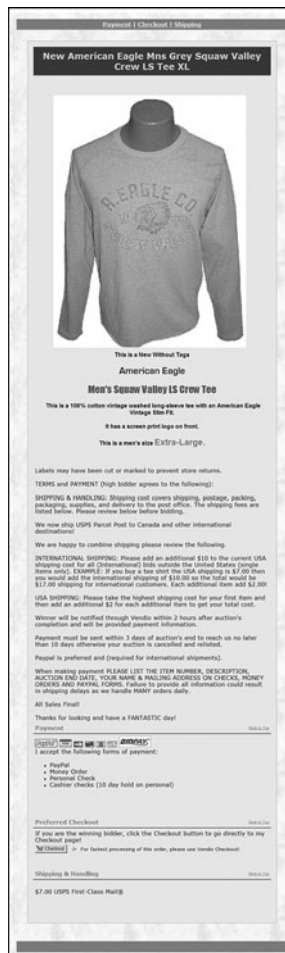 Payment | Checkout | Shipping
New American Eagle Mns Grey Squaw Valley
Crew LS Tee XL
A. EAGLE CO.
SQUAW VALLEY
This is a New Without Tags
American Eagle
Men's Squaw Valley LS Crew Tee
This is a 100% cotton vintage washed long-sleeve tee with an American Eagle
Vintage Slim Fit.
It has a screen print logo on front.
This is a men's size Extra-Large.
Labels may have been cut or marked to prevent store returns.
TERMS and PAYMENT (high bidder agrees to the following):
SHIPPING & HANDLING: Shipping cost covers shipping, postage, packing,
packaging, supplies, and delivery to the post office. The shipping fees are
listed below. Please review before bidding.
We now ship USPS Parcel Post to Canada and other international
destinations!
We are happy to combine shipping please review the following.
INTERNATIONAL SHIPPING: Please add an additional $10 to the current USA
shipping cost for all (International) bids outside the United States (single
items only). EXAMPLE: If you buy a tee shirt the USA shipping is $7.00 then
you would add the international shipping of $10.00 so the total would be
$17.00 shipping for international customers. Each additional item add $2.00!
USA SHIPPING: Please take the highest shipping cost for your first item and
then add an additional $2 for each additional item to get your total cost.
Winner will be notified through Vendio within 2 hours after auction's
completion and will be provided payment information.
Payment must be sent within 3 days of auction's end to reach us no later
than 10 days otherwise your auction is cancelled and relisted.
Paypal is preferred and (required for international shipments).
When making payment PLEASE LIST THE ITEM NUMBER, DESCRIPTION,
AUCTION END DATE, YOUR NAME & MAILING ADDRESS ON CHECKS, MONEY
ORDERS AND PAYPAL FORMS. Failure to provide all information could result
in shipping delays as we handle MANY orders daily.
All Sales Final!
Thanks for looking and have a FANTASTIC day!
Payment Back to Top
PayPal BIDPAY
I accept the following forms of payment:
• PayPal
• Money Order
• Personal Check
• Cashier checks (10 day hold on personal)
Preferred Checkout Back to Top
If you are the winning bidder, click the Checkout button to go directly to my
Checkout page!
Checkout For fastest processing of this order, please use Vendio Checkout!
Shipping & Handling Back to Top
$7.00 USPS First-Class Mail®